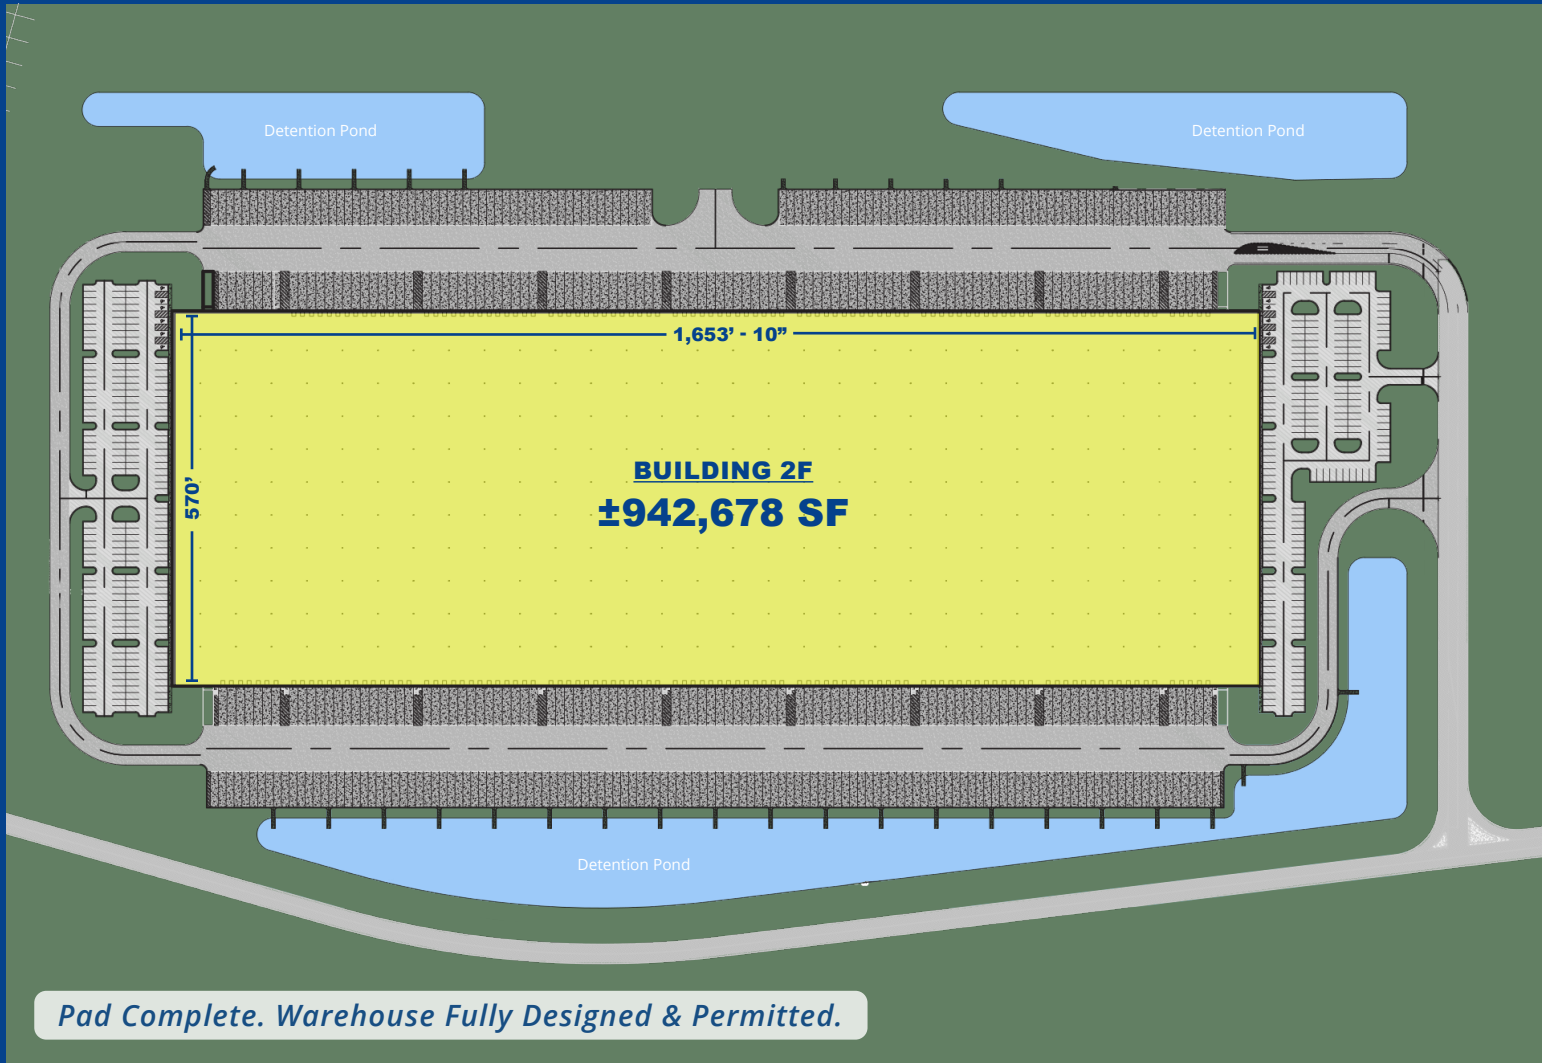 Detention Pond
Detention Pond
1,653’ - 10”
570’
BUILDING 2F
±942,678 SF
Detention Pond
Pad Complete. Warehouse Fully Designed & Permitted.